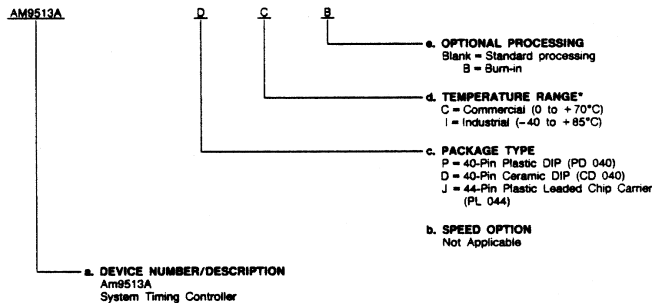 AM9513A D C B
e. OPTIONAL PROCESSING
Blank = Standard processing
B = Burn-in
d. TEMPERATURE RANGE*
C = Commercial (0 to +70°C)
I = Industrial (-40 to +85°C)
c. PACKAGE TYPE
P = 40-Pin Plastic DIP (PD 040)
D = 40-Pin Ceramic DIP (CD 040)
J = 44-Pin Plastic Leaded Chip Carrier
(PL 044)
b. SPEED OPTION
Not Applicable
a. DEVICE NUMBER/DESCRIPTION
Am9513A
System Timing Controller